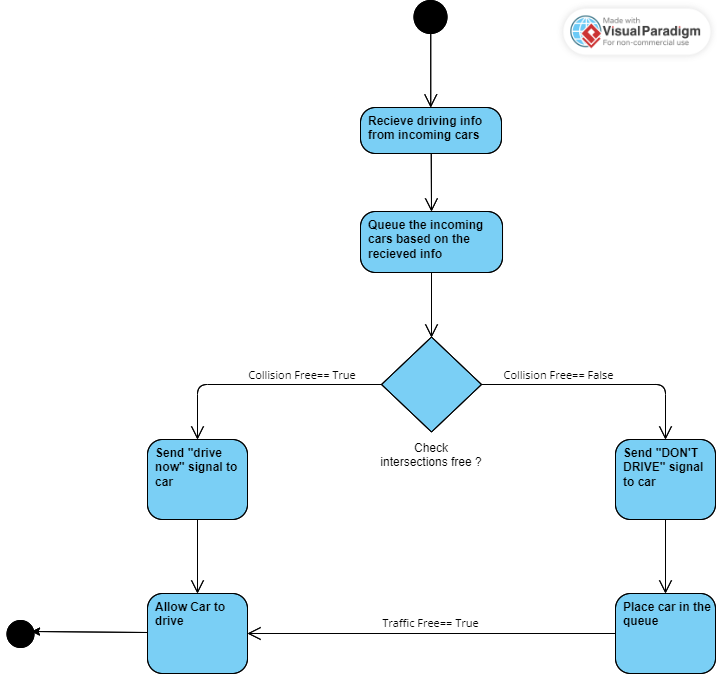 Made with
VisualParadigm
For non-commercial use
Recieve driving info
from incoming cars
Queue the incoming
cars based on the
recieved info
Collision Free== True
Collision Free== False
Check
intersections free ?
Send "drive
now" signal to
car
Send "DON'T
DRIVE" signal
to car
Allow Car to
drive
Traffic Free== True
Place car in the
queue